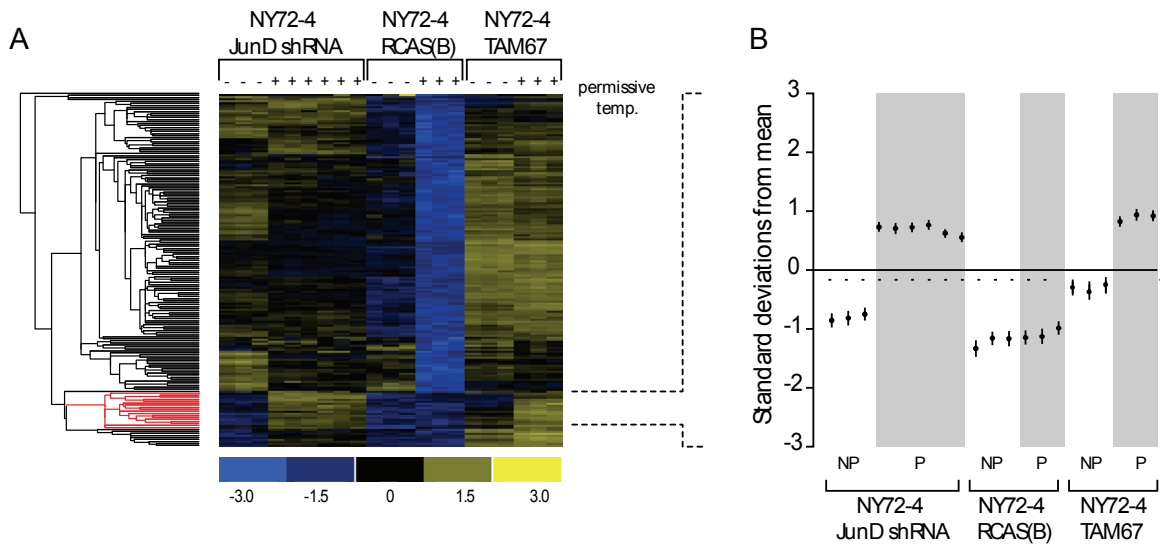 A
NY72-4
JunD shRNA
NY72-4
RCAS(B)
NY72-4
TAM67
- - - + + + + + + - - - + + + - - - + + +
permissive
temp.
-3.0 -1.5 0 1.5 3.0
B
Standard deviations from mean
3
2
1
0
-1
-2
-3
NP P NP P NP P
NY72-4
JunD shRNA
NY72-4
RCAS(B)
NY72-4
TAM67